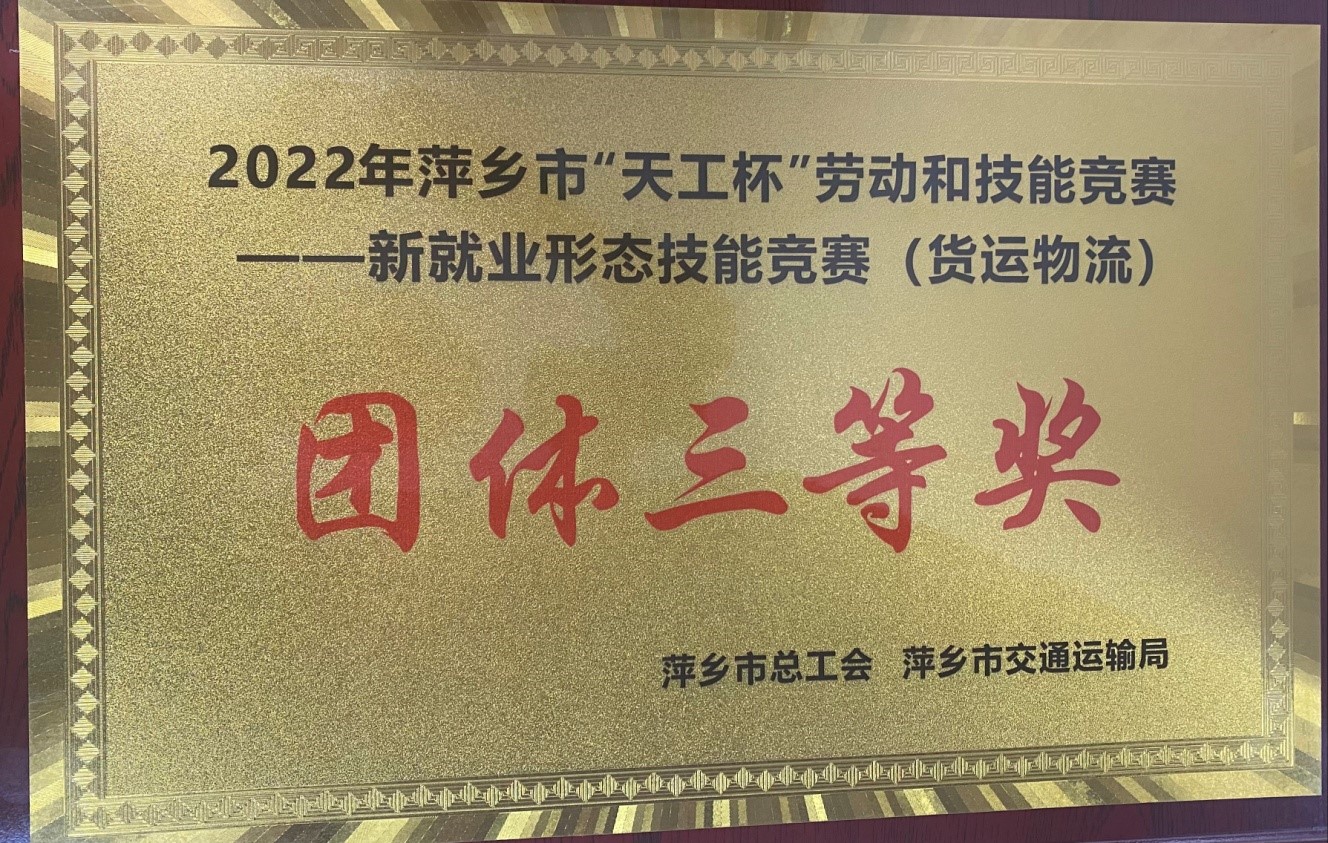 2022年萍乡市“天工杯”劳动和技能竞赛
——新就业形态技能竞赛（货运物流）
团体三等奖
萍乡市总工会 萍乡市交通运输局